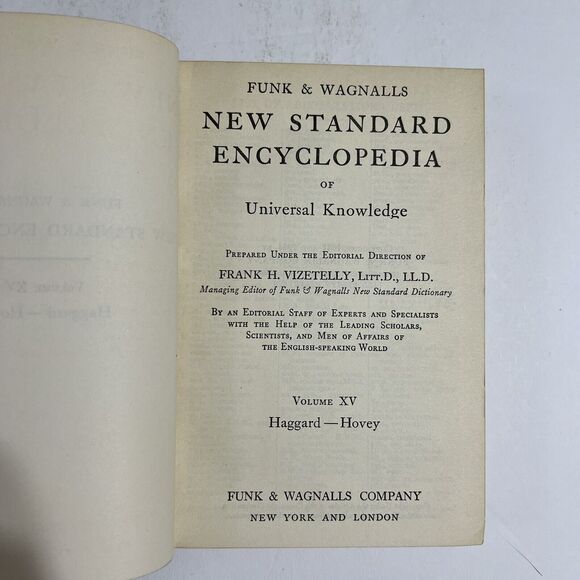 FUNK & WAGNALLS
NEW STANDARD
ENCYCLOPEDIA
OF
Universal Knowledge
Prepared Under the Editorial Direction of
FRANK H. VIZETELLY, Litt.D., LL.D.
Managing Editor of Funk & Wagnalls New Standard Dictionary
By an Editorial Staff of Experts and Specialists
with the Help of the Leading Scholars,
Scientists, and Men of Affairs of
the English-speaking World
Volume XV
Haggard — Hovey
FUNK & WAGNALLS COMPANY
NEW YORK AND LONDON